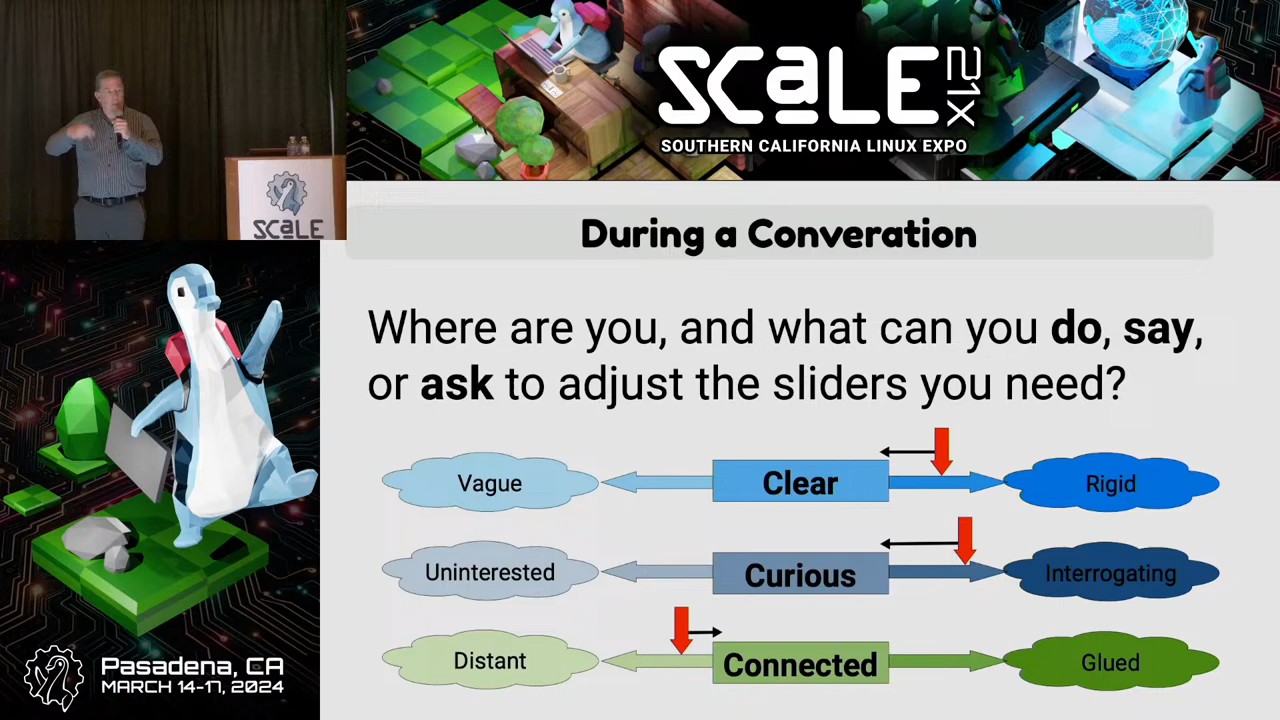 SCALE 21X
SOUTHERN CALIFORNIA LINUX EXPO
SCALE
During a Converation
Where are you, and what can you do, say,
or ask to adjust the sliders you need?
Vague
Clear
Rigid
Uninterested
Curious
Interrogating
Distant
Connected
Glued
Pasadena, CA
MARCH 14-17, 2024